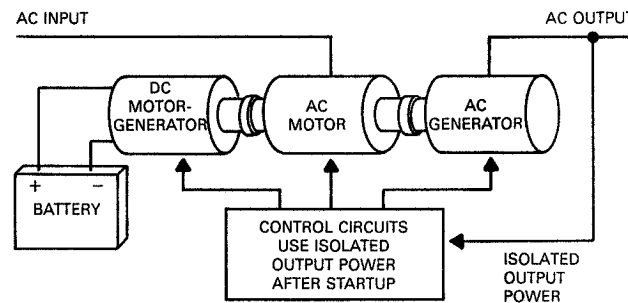 AC INPUT
AC OUTPUT
DC
MOTOR-
GENERATOR
AC
MOTOR
AC
GENERATOR
+ −
BATTERY
CONTROL CIRCUITS
USE ISOLATED
OUTPUT POWER
AFTER STARTUP
ISOLATED
OUTPUT
POWER